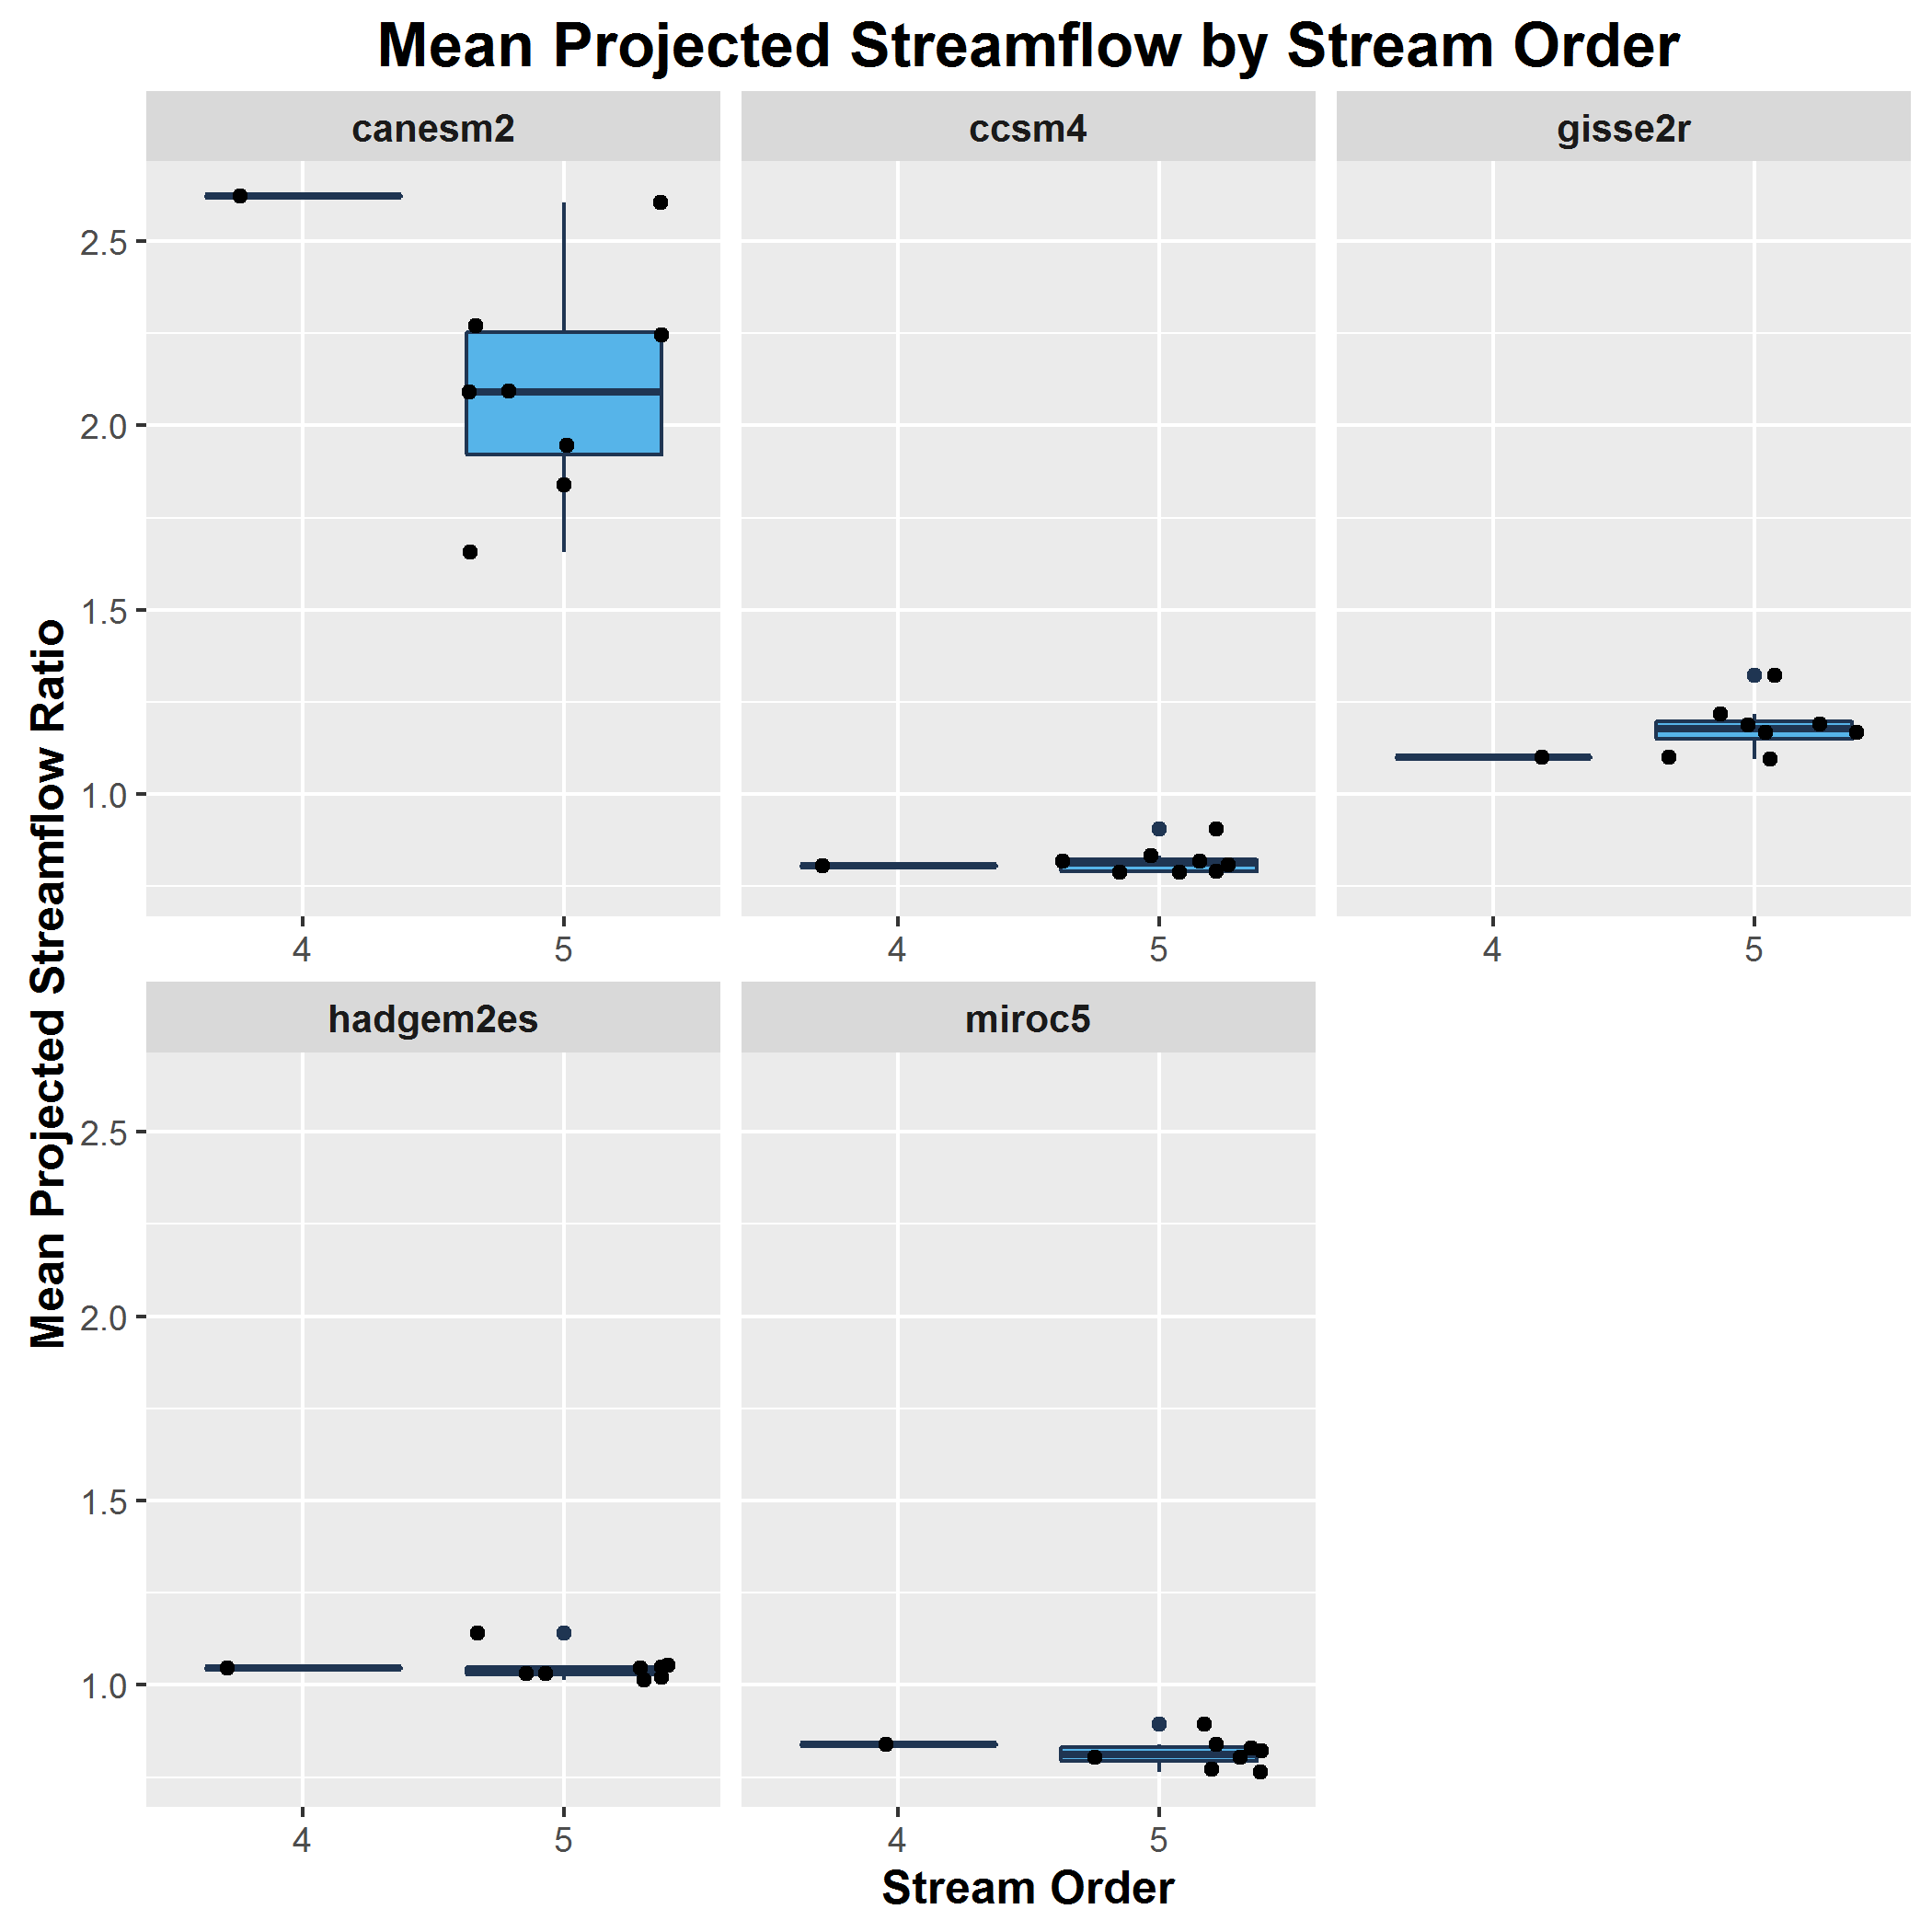 Mean Projected Streamflow by Stream Order
canesm2
ccsm4
gisse2r
2.5
2.0
1.5
1.0
4
5
4
5
4
5
Mean Projected Streamflow Ratio
hadgem2es
miroc5
2.5
2.0
1.5
1.0
4
5
4
5
Stream Order